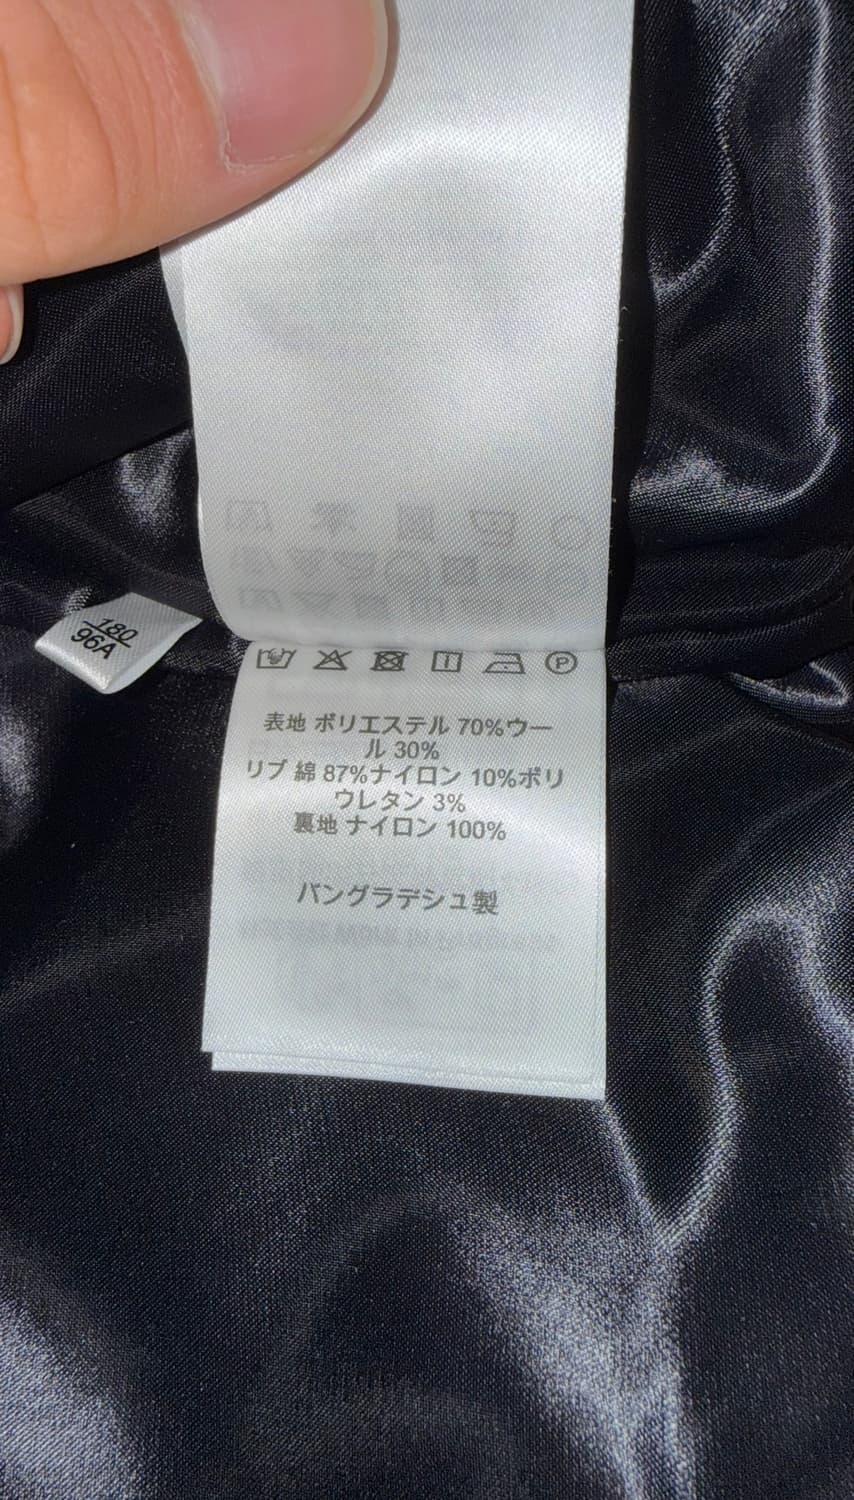 180
96A
P
表地 ポリエステル 70%ウー
ル 30%
リブ 綿 87%ナイロン 10%ポリ
ウレタン 3%
裏地 ナイロン 100%
バングラデシュ製